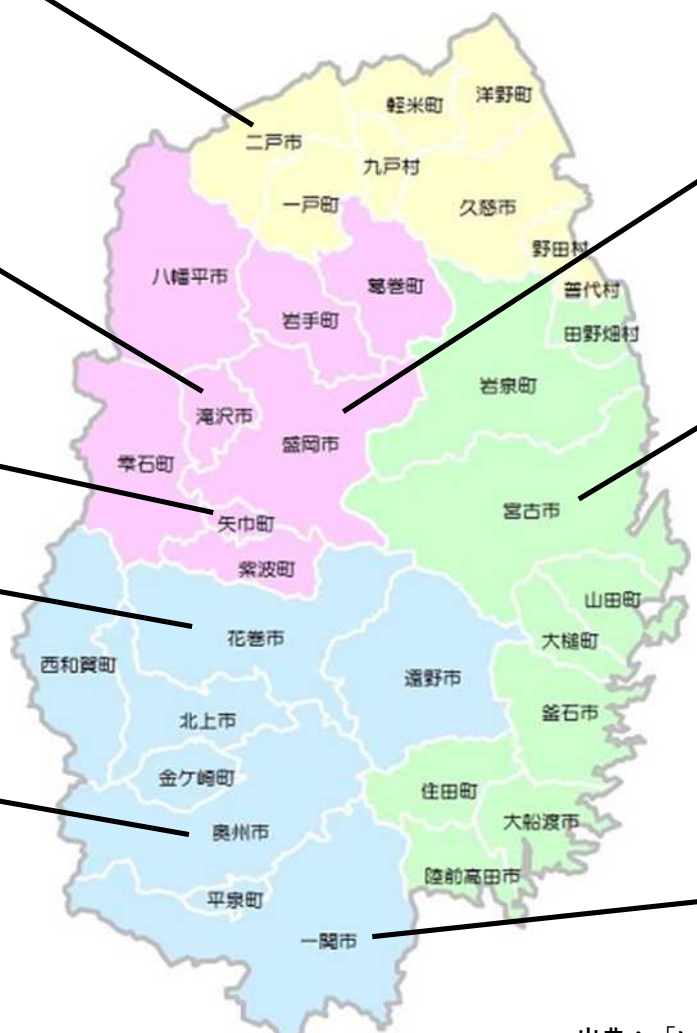 洋野町
軽米町
二戸市
九戸村
一戸町
久慈市
野田村
八幡平市
葛巻町
普代村
岩手町
田野畑村
岩泉町
滝沢市
盛岡市
雫石町
宮古市
矢巾町
紫波町
山田町
花巻市
大槌町
西和賀町
遠野市
釜石市
北上市
金ケ崎町
住田町
大船渡市
奥州市
陸前高田市
平泉町
一関市